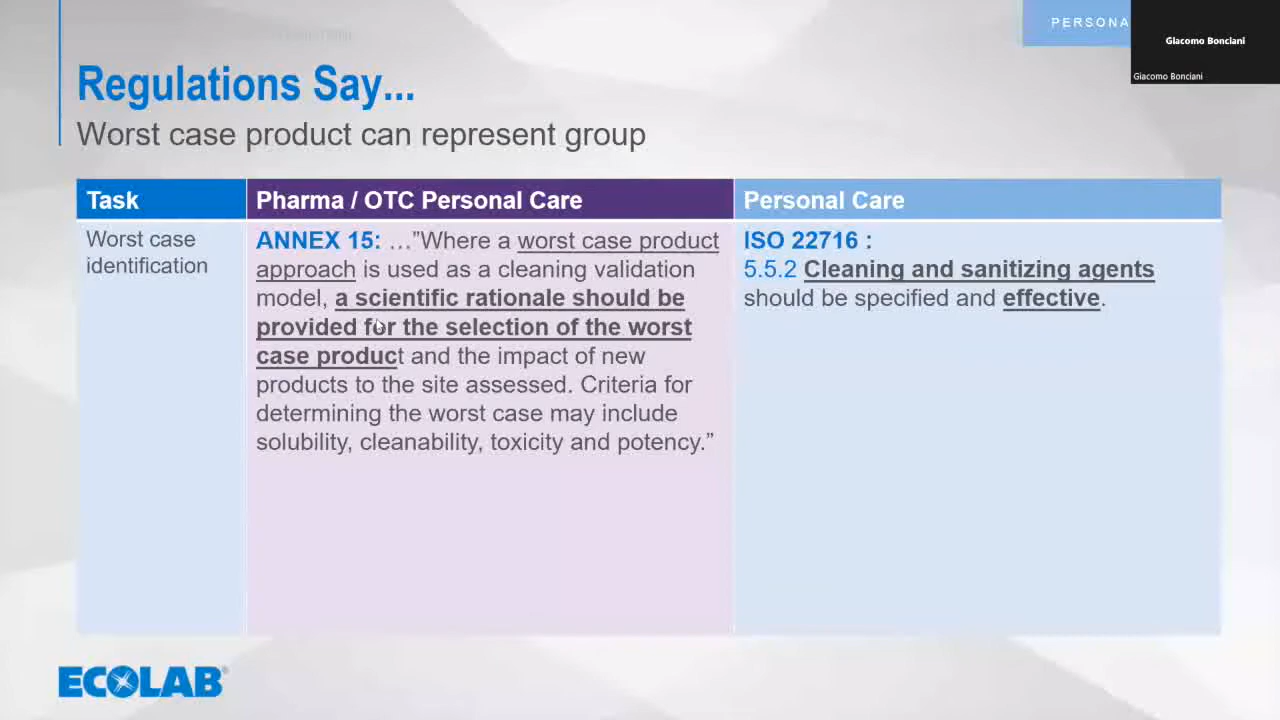 PERSONA
Giacomo Bonciani
Giacomo Bonciani
Regulations Say...
Worst case product can represent group
Task
Pharma / OTC Personal Care
Personal Care
Worst case
identification
ANNEX 15: …”Where a worst case product
approach is used as a cleaning validation
model, a scientific rationale should be
provided for the selection of the worst
case product and the impact of new
products to the site assessed. Criteria for
determining the worst case may include
solubility, cleanability, toxicity and potency.”
ISO 22716 :
5.5.2 Cleaning and sanitizing agents
should be specified and effective.
ECOLAB®